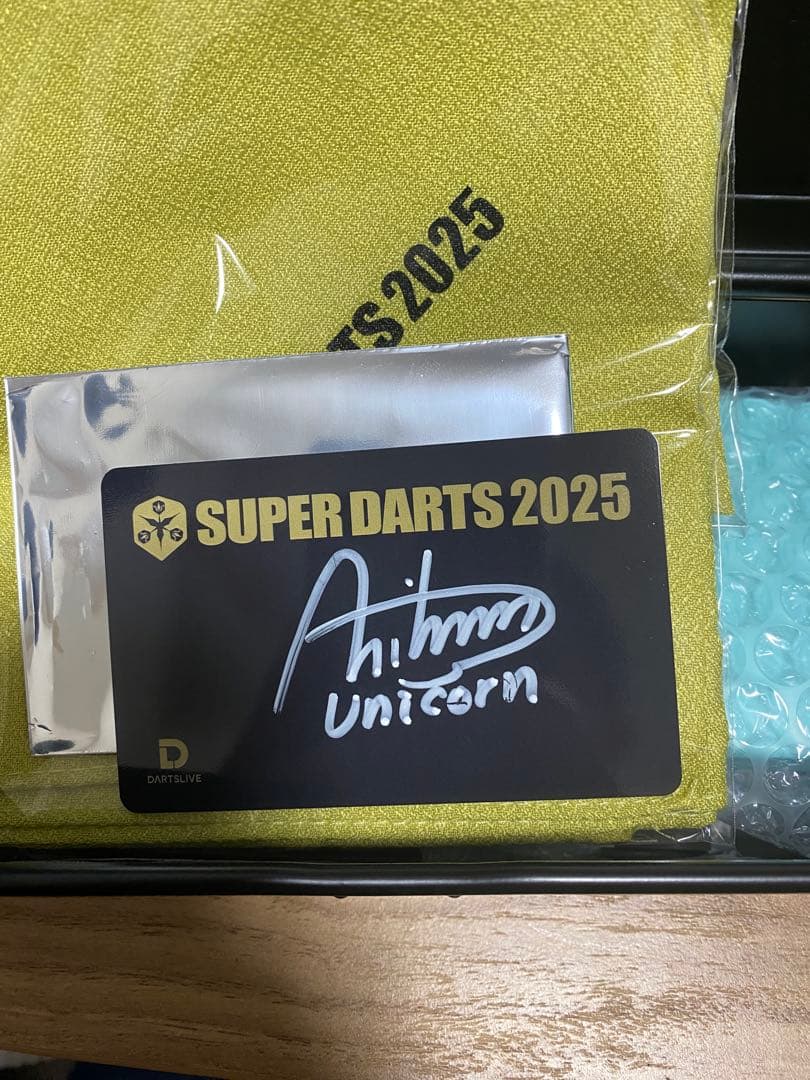 TS 2025
SUPER DARTS 2025
unicorn
D
DARTSLIVE